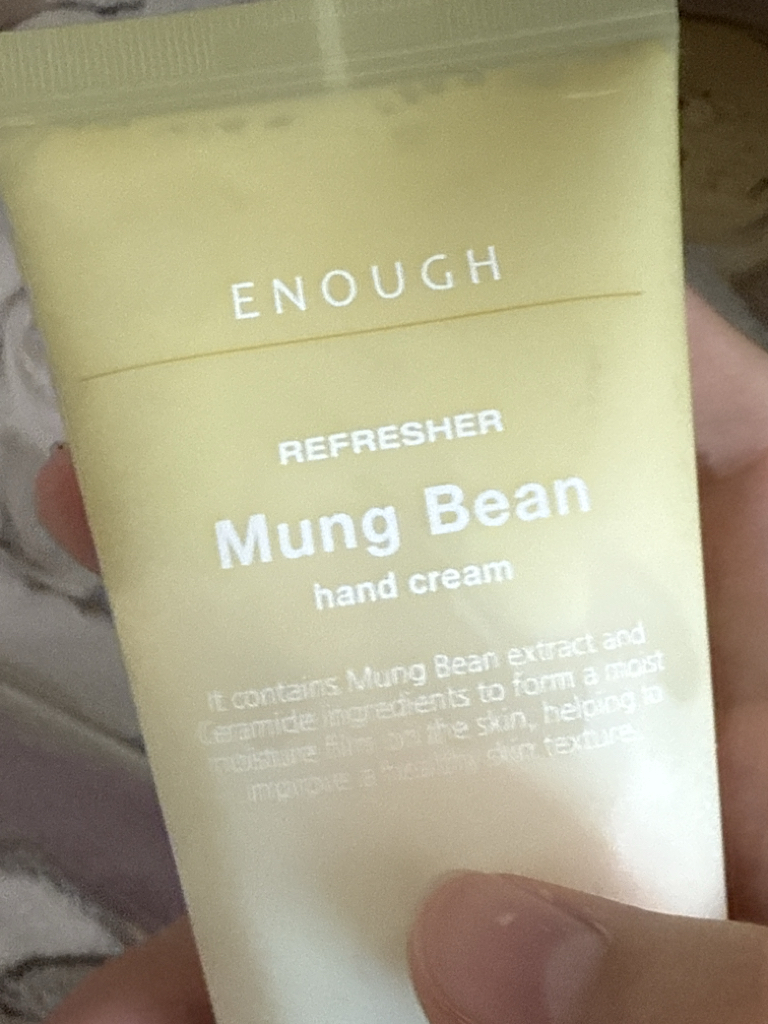 ENOUGH
REFRESHER
Mung Bean
hand cream
It contains Mung Bean extract and
Ceramide ingredients to form a moist
moisture film on the skin, helping to
improve a healthy skin texture.